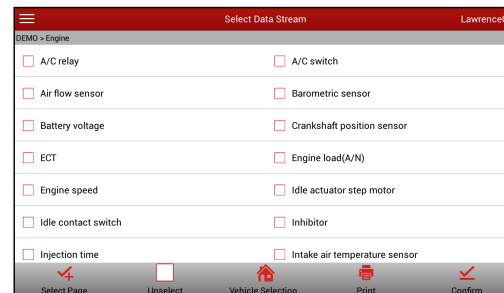 Select Data Stream LawrenceU
DEMO > Engine
A/C relay A/C switch
Air flow sensor Barometric sensor
Battery voltage Crankshaft position sensor
ECT Engine load(A/N)
Engine speed Idle actuator step motor
Idle contact switch Inhibitor
Injection time Intake air temperature sensor
Select Page Unselect Vehicle Selection Print Confirm